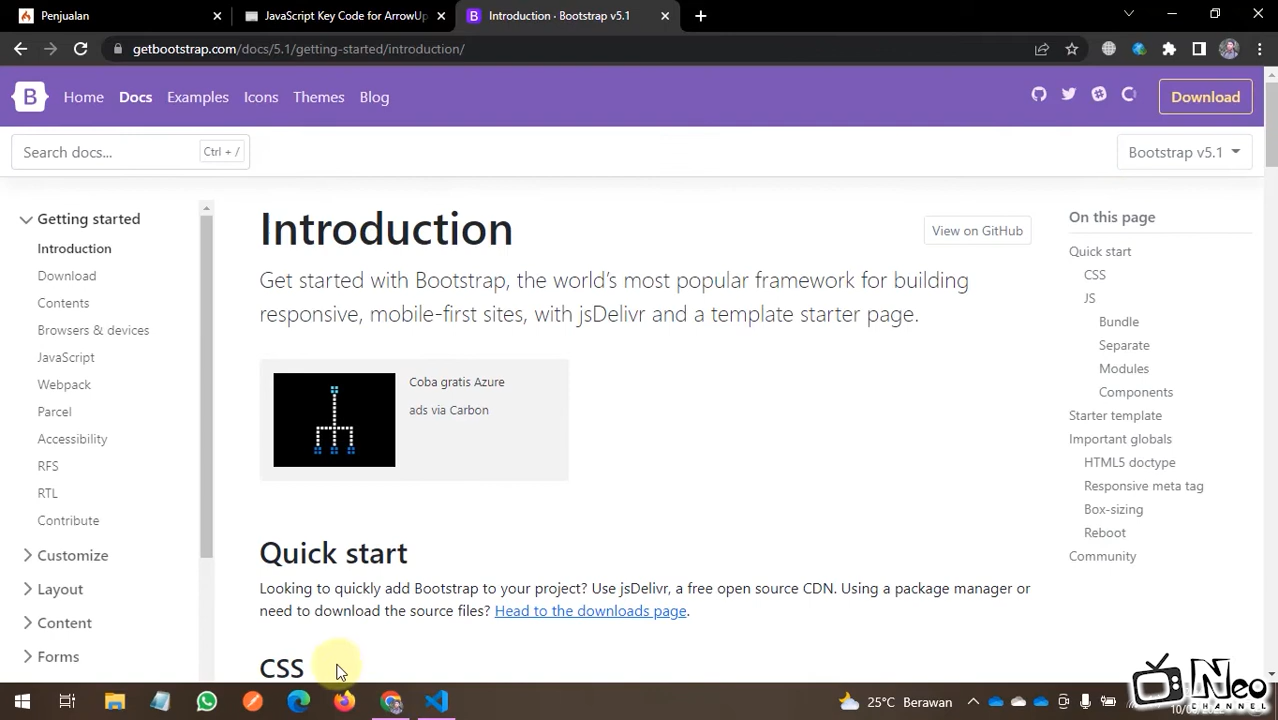 Penjualan
JavaScript Key Code for ArrowUp
Introduction · Bootstrap v5.1
getbootstrap.com/docs/5.1/getting-started/introduction/
B
Home
Docs
Examples
Icons
Themes
Blog
Download
Search docs...
Ctrl + /
Bootstrap v5.1
Getting started
Introduction
Download
Contents
Browsers & devices
JavaScript
Webpack
Parcel
Accessibility
RFS
RTL
Contribute
Customize
Layout
Content
Forms
Introduction
View on GitHub
Get started with Bootstrap, the world’s most popular framework for building
responsive, mobile-first sites, with jsDelivr and a template starter page.
Coba gratis Azure
ads via Carbon
Quick start
Looking to quickly add Bootstrap to your project? Use jsDelivr, a free open source CDN. Using a package manager or
need to download the source files? Head to the downloads page.
CSS
On this page
Quick start
CSS
JS
Bundle
Separate
Modules
Components
Starter template
Important globals
HTML5 doctype
Responsive meta tag
Box-sizing
Reboot
Community
25°C Berawan
Neo
CHANNEL